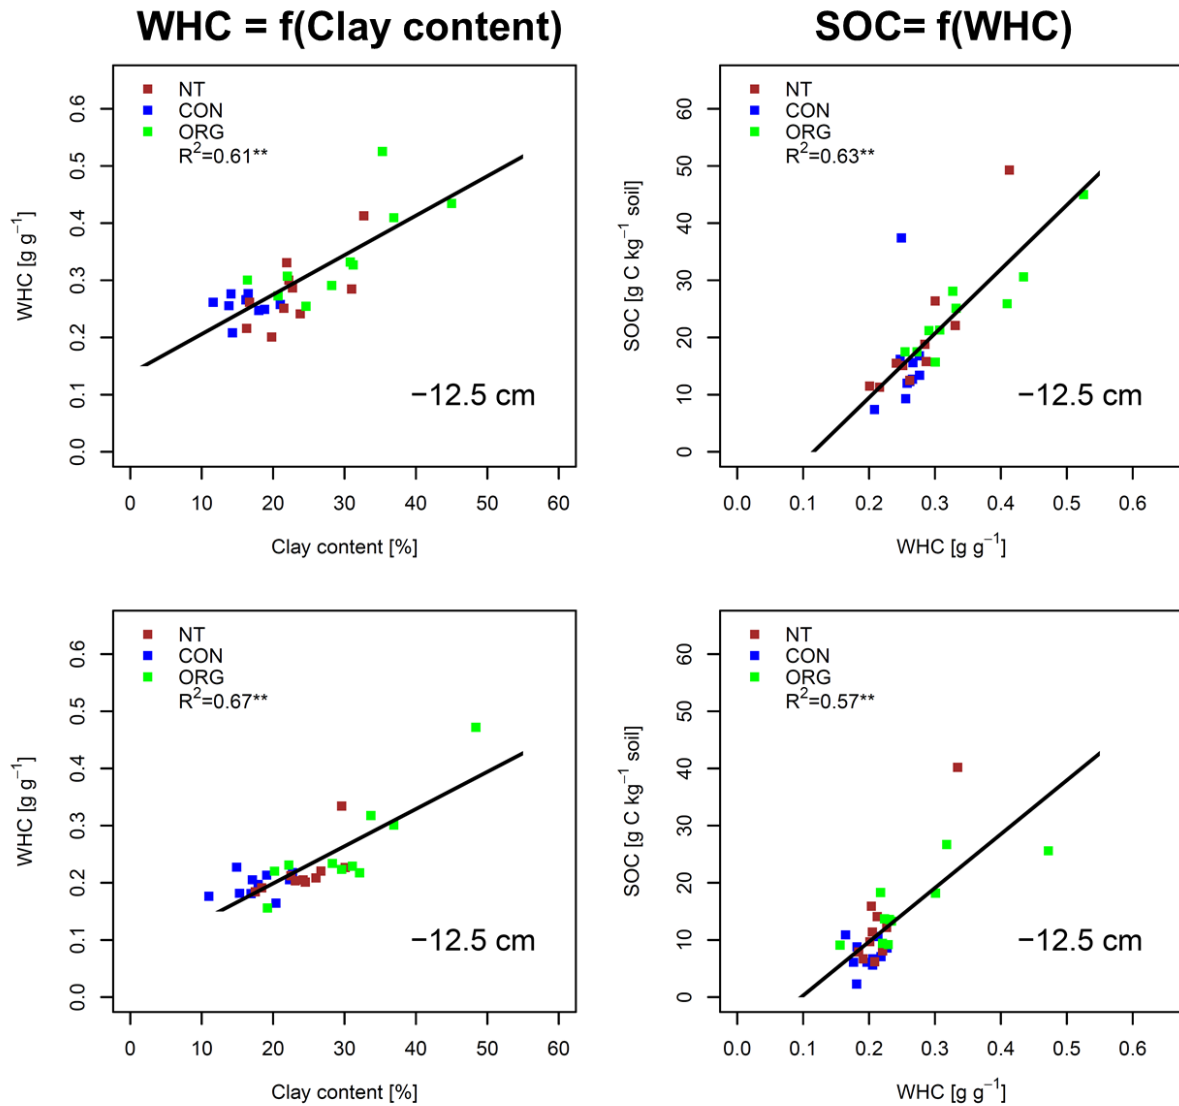 WHC = f(Clay content)
SOC= f(WHC)
NT
CON
ORG
R²=0.61**
−12.5 cm
WHC [g g⁻¹]
0.0 0.1 0.2 0.3 0.4 0.5 0.6
0 10 20 30 40 50 60
Clay content [%]
NT
CON
ORG
R²=0.63**
−12.5 cm
SOC [g C kg⁻¹ soil]
0 10 20 30 40 50 60
0.0 0.1 0.2 0.3 0.4 0.5 0.6
WHC [g g⁻¹]
NT
CON
ORG
R²=0.67**
−12.5 cm
WHC [g g⁻¹]
0.0 0.1 0.2 0.3 0.4 0.5 0.6
0 10 20 30 40 50 60
Clay content [%]
NT
CON
ORG
R²=0.57**
−12.5 cm
SOC [g C kg⁻¹ soil]
0 10 20 30 40 50 60
0.0 0.1 0.2 0.3 0.4 0.5 0.6
WHC [g g⁻¹]